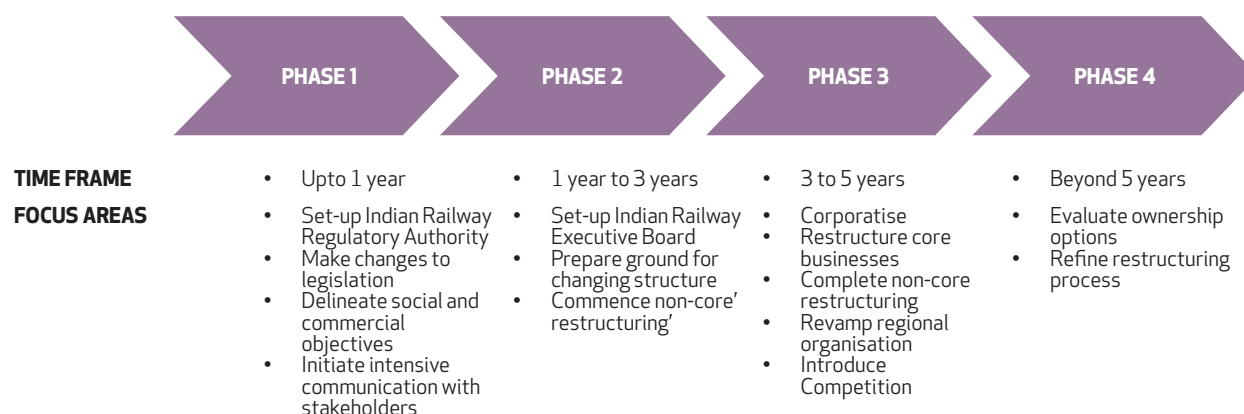 PHASE 1
PHASE 2
PHASE 3
PHASE 4
TIME FRAME
• Upto 1 year
• 1 year to 3 years
• 3 to 5 years
• Beyond 5 years
FOCUS AREAS
• Set-up Indian Railway
Regulatory Authority
• Make changes to
legislation
• Delineate social and
commercial
objectives
• Initiate intensive
communication with
stakeholders
• Set-up Indian Railway
Executive Board
• Prepare ground for
changing structure
• Commence non-core’
restructuring’
• Corporatise
• Restructure core
businesses
• Complete non-core
restructuring
• Revamp regional
organisation
• Introduce
Competition
• Evaluate ownership
options
• Refine restructuring
process